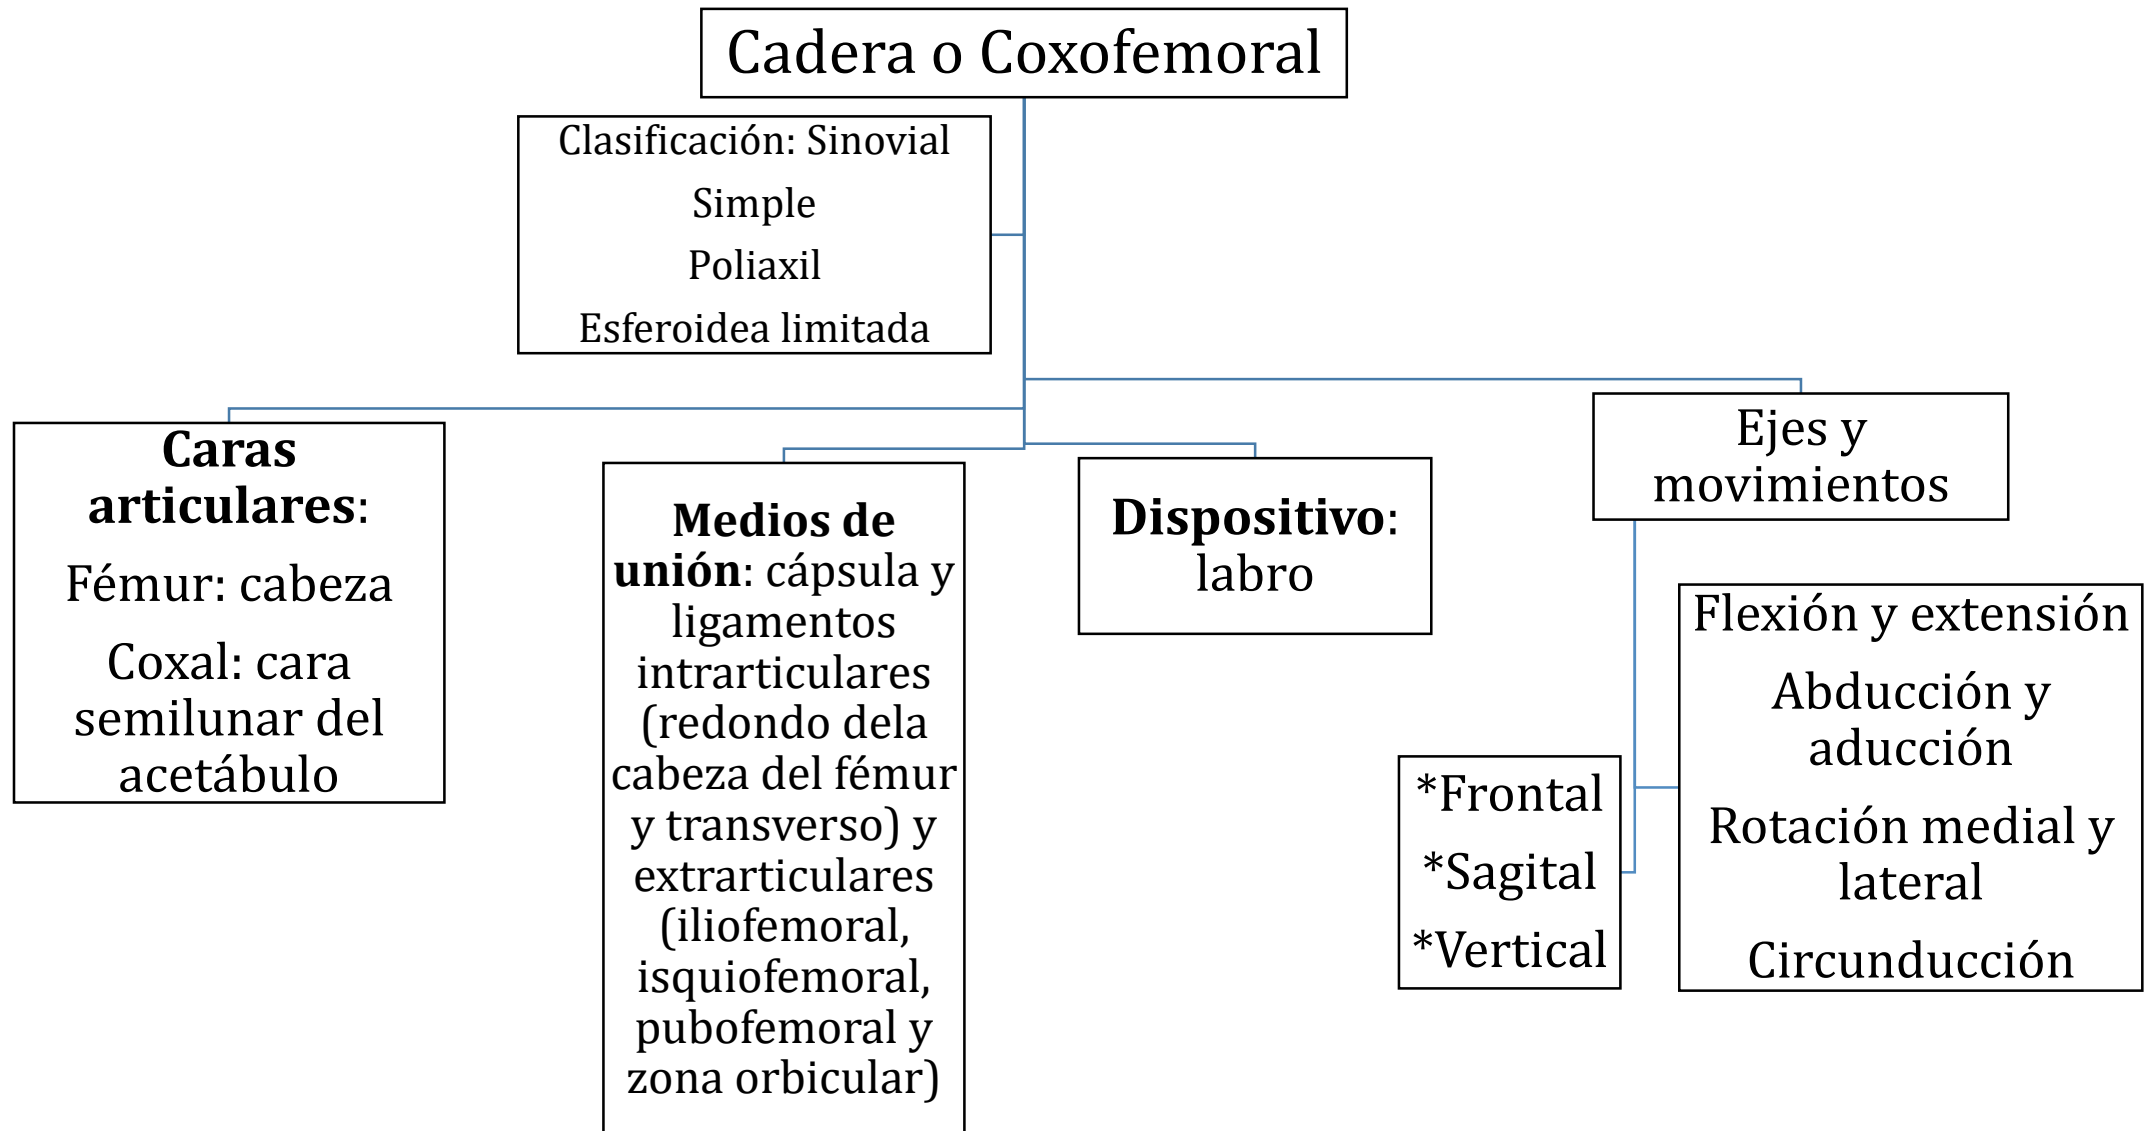 Cadera o Coxofemoral
Clasificación: Sinovial
Simple
Poliaxil
Esferoidea limitada
Caras
articulares:
Fémur: cabeza
Coxal: cara
semilunar del
acetábulo
Medios de
unión: cápsula y
ligamentos
intrarticulares
(redondo dela
cabeza del fémur
y transverso) y
extrarticulares
(iliofemoral,
isquiofemoral,
pubofemoral y
zona orbicular)
Dispositivo:
labro
Ejes y
movimientos
*Frontal
*Sagital
*Vertical
Flexión y extensión
Abducción y
aducción
Rotación medial y
lateral
Circunducción